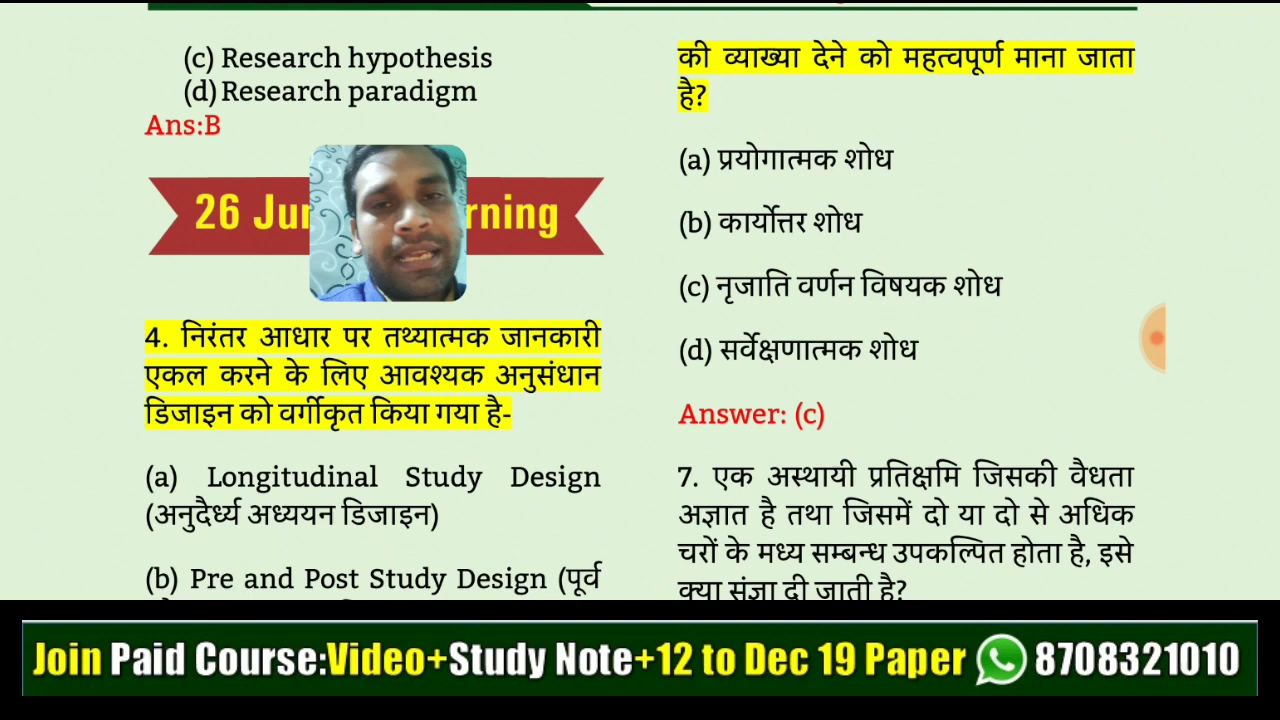 (c) Research hypothesis
(d) Research paradigm
Ans:B
26 Jun rning
4. निरंतर आधार पर तथ्यात्मक जानकारी
एकल करने के लिए आवश्यक अनुसंधान
डिजाइन को वर्गीकृत किया गया है-
(a) Longitudinal Study Design
(अनुदैर्ध्य अध्ययन डिजाइन)
(b) Pre and Post Study Design (पूर्व
की व्याख्या देने को महत्वपूर्ण माना जाता
है?
(a) प्रयोगात्मक शोध
(b) कार्योत्तर शोध
(c) नृजाति वर्णन विषयक शोध
(d) सर्वेक्षणात्मक शोध
Answer: (c)
7. एक अस्थायी प्रतिक्षमि जिसकी वैधता
अज्ञात है तथा जिसमें दो या दो से अधिक
चरों के मध्य सम्बन्ध उपकल्पित होता है, इसे
क्या संज्ञा दी जाती है?
Join Paid Course:Video+Study Note+12 to Dec 19 Paper 8708321010